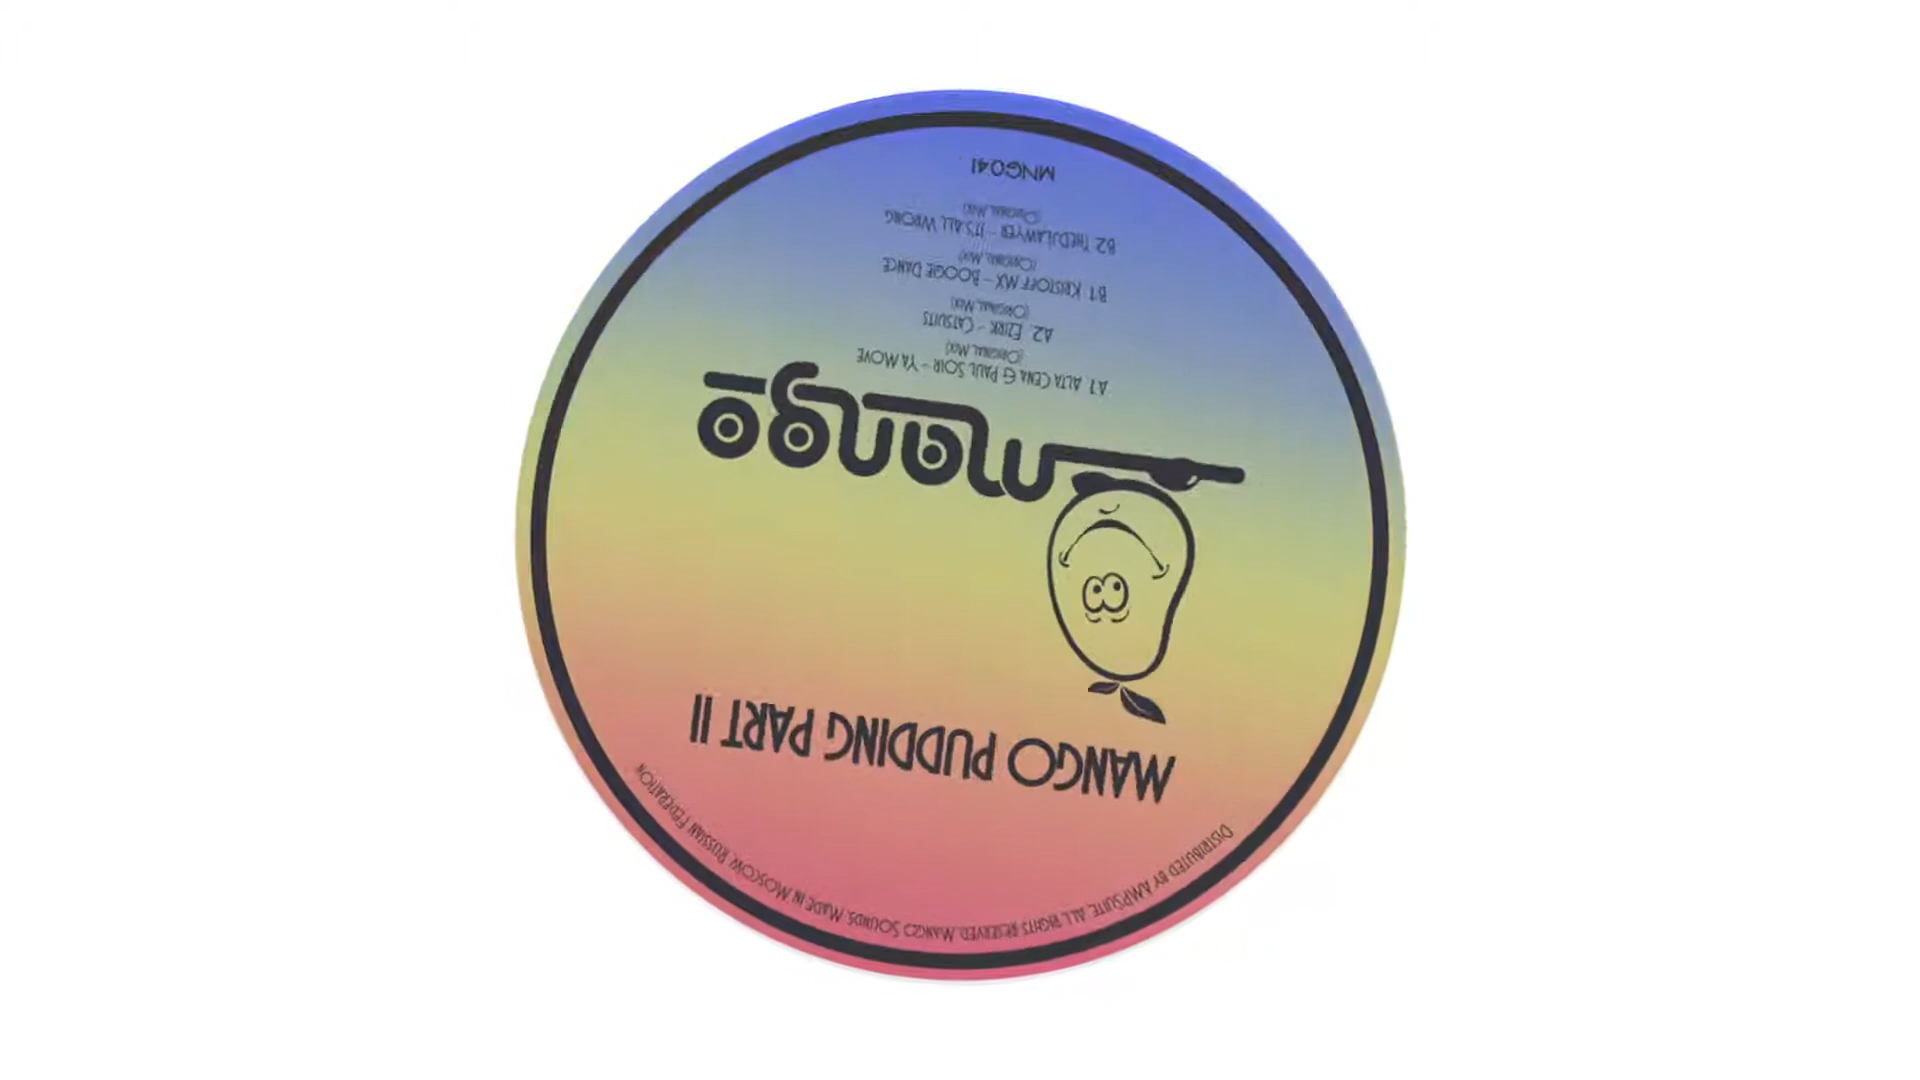 Distributed by AMPSUITE. All rights reserved. Mango Sounds. Made in Moscow, Russian Federation
MANGO PUDDING PART II
mango
A1. Alta Cena & Paul Soir - Ya Move
(Original Mix)
A2. Ezirk - Catsuits
(Original Mix)
B1. Kristoff MX - Boogie Dance
(Original Mix)
B2. TheDjLawyer - It's All Wrong
(Original Mix)
MNG041